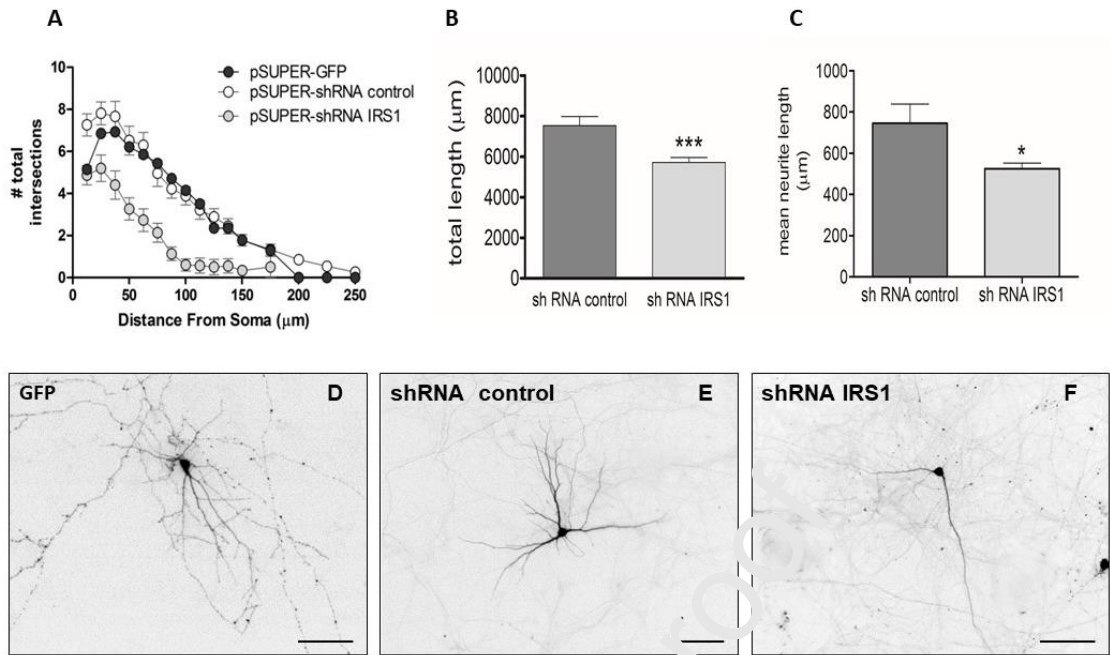 A
10
8
6
4
2
0
# total
intersections
0 50 100 150 200 250
Distance From Soma (μm)
pSUPER-GFP
pSUPER-shRNA control
pSUPER-shRNA IRS1
B
10000
8000
6000
4000
2000
0
total length (μm)
***
sh RNA control sh RNA IRS1
C
1000
800
600
400
200
0
mean neurite length
(μm)
*
sh RNA control sh RNA IRS1
GFP D
shRNA control E
shRNA IRS1 F
roof